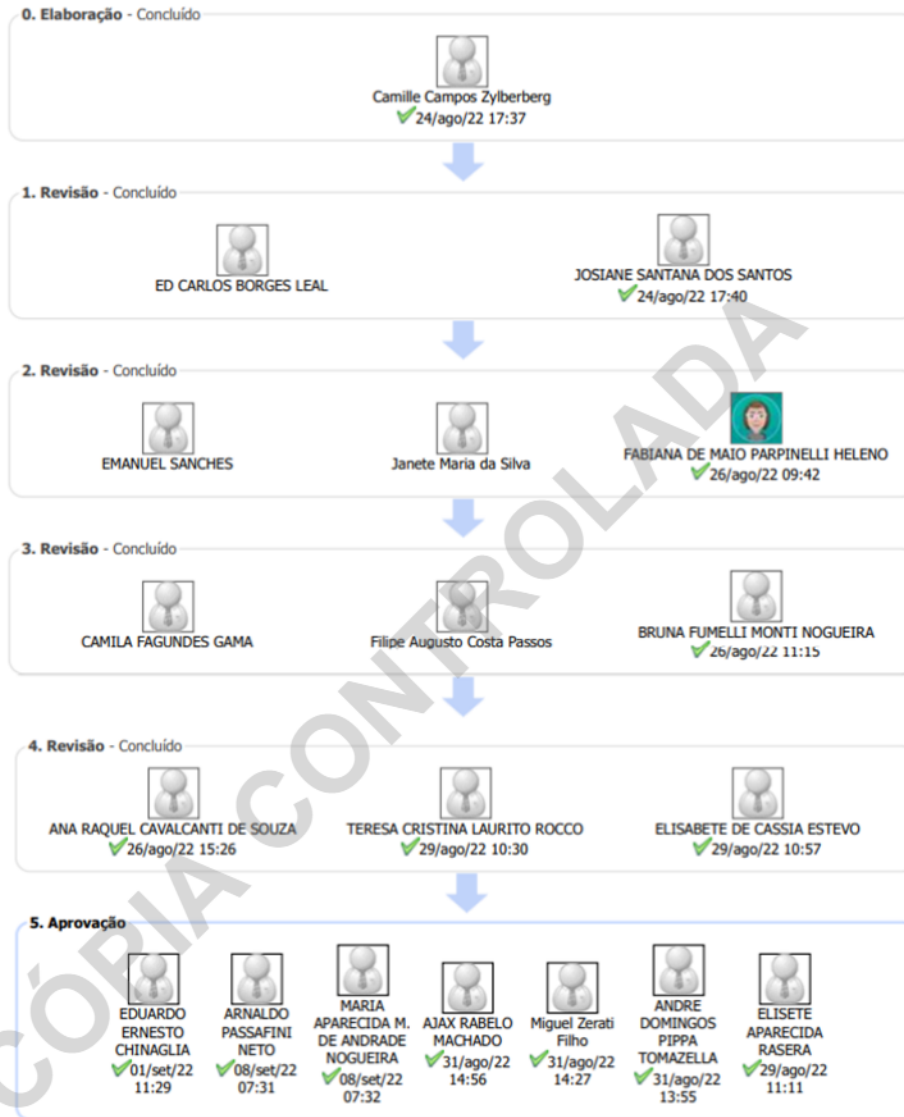 0. Elaboração - Concluído
Camille Campos Zylberberg
24/ago/22 17:37
1. Revisão - Concluído
ED CARLOS BORGES LEAL
JOSIANE SANTANA DOS SANTOS
24/ago/22 17:40
2. Revisão - Concluído
EMANUEL SANCHES
Janete Maria da Silva
FABIANA DE MAIO PARPINELLI HELENO
26/ago/22 09:42
3. Revisão - Concluído
CAMILA FAGUNDES GAMA
Filipe Augusto Costa Passos
BRUNA FUMELLI MONTI NOGUEIRA
26/ago/22 11:15
4. Revisão - Concluído
ANA RAQUEL CAVALCANTI DE SOUZA
26/ago/22 15:26
TERESA CRISTINA LAURITO ROCCO
29/ago/22 10:30
ELISABETE DE CASSIA ESTEVO
29/ago/22 10:57
5. Aprovação
EDUARDO
ERNESTO
CHINAGLIA
01/set/22
11:29
ARNALDO
PASSAFINI
NETO
08/set/22
07:31
MARIA
APARECIDA M.
DE ANDRADE
NOGUEIRA
08/set/22
07:32
AJAX RABELO
MACHADO
31/ago/22
14:56
Miguel Zerati
Filho
31/ago/22
14:27
ANDRE
DOMINGOS
PIPPA
TOMAZELLA
31/ago/22
13:55
ELISETE
APARECIDA
RASERA
29/ago/22
11:11
CÓPIA CONTROLADA